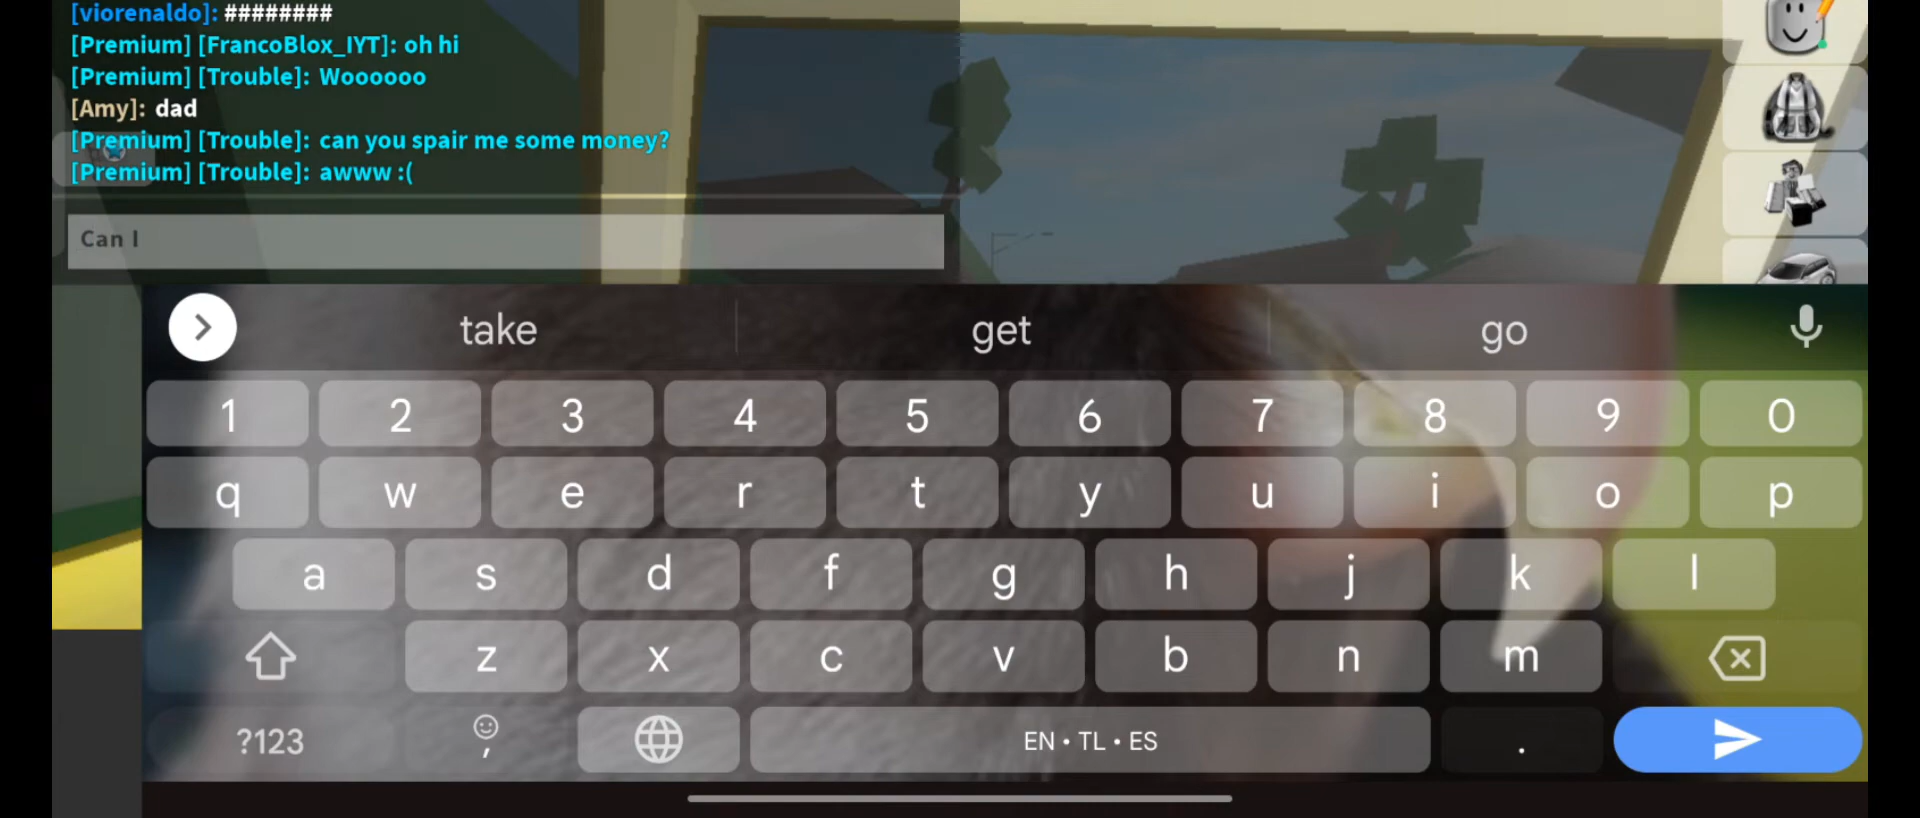 [viorenaldo]: ########
[Premium] [FrancoBlox_IYT]: oh hi
[Premium] [Trouble]: Woooooo
[Amy]: dad
[Premium] [Trouble]: can you spair me some money?
[Premium] [Trouble]: awww :(
Can I
take get go
1 2 3 4 5 6 7 8 9 0
q w e r t y u i o p
a s d f g h j k l
z x c v b n m
?123 , EN • TL • ES .